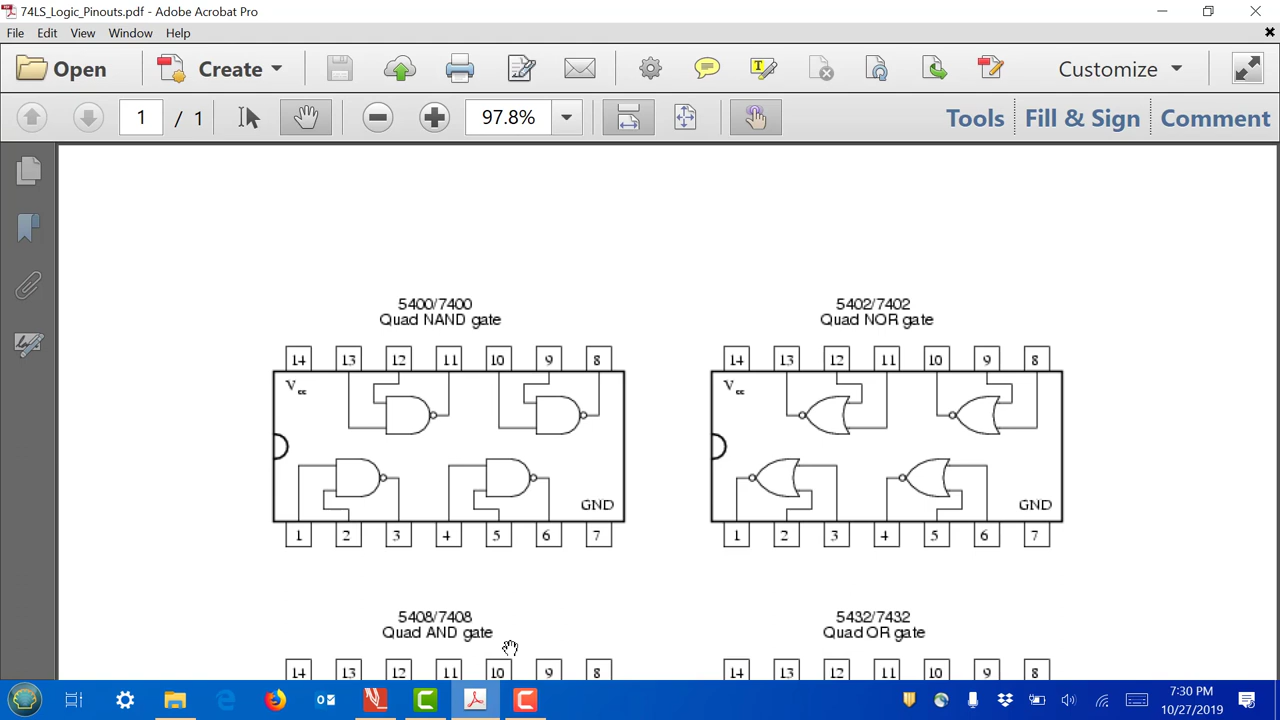 74LS_Logic_Pinouts.pdf - Adobe Acrobat Pro
File Edit View Window Help
Open Create Customize
1 / 1 97.8% Tools Fill & Sign Comment
5400/7400
Quad NAND gate
14 13 12 11 10 9 8
Vcc
GND
1 2 3 4 5 6 7
5402/7402
Quad NOR gate
14 13 12 11 10 9 8
Vcc
GND
1 2 3 4 5 6 7
5408/7408
Quad AND gate
14 13 12 11 10 9 8
5432/7432
Quad OR gate
14 13 12 11 10 9 8
7:30 PM
10/27/2019